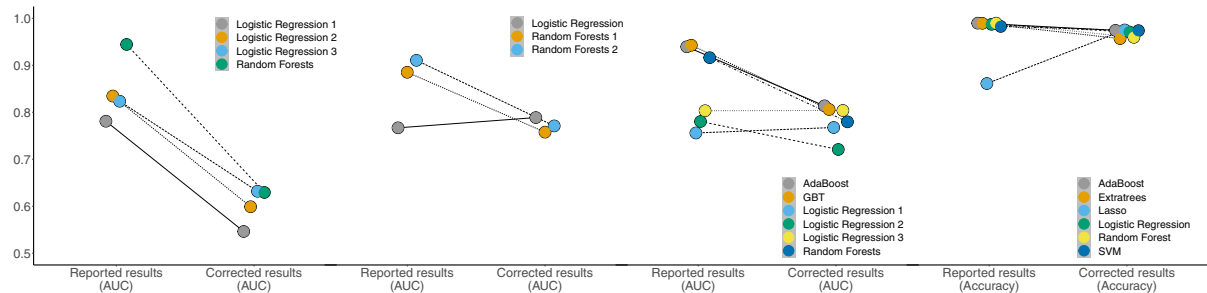 1.0
0.9
0.8
0.7
0.6
0.5
Logistic Regression 1
Logistic Regression 2
Logistic Regression 3
Random Forests
Reported results
(AUC)
Corrected results
(AUC)
Logistic Regression
Random Forests 1
Random Forests 2
Reported results
(AUC)
Corrected results
(AUC)
AdaBoost
GBT
Logistic Regression 1
Logistic Regression 2
Logistic Regression 3
Random Forests
Reported results
(AUC)
Corrected results
(AUC)
AdaBoost
Extratrees
Lasso
Logistic Regression
Random Forest
SVM
Reported results
(Accuracy)
Corrected results
(Accuracy)